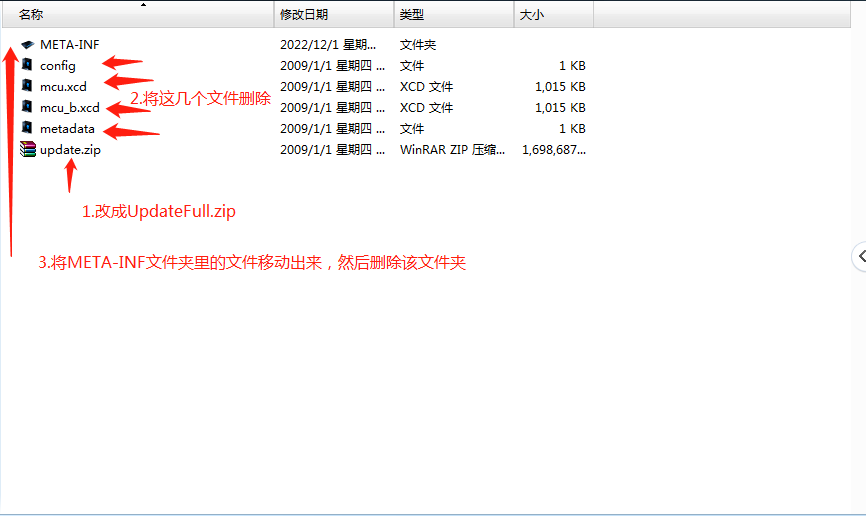 名称 修改日期 类型 大小
META-INF 2022/12/1 星期... 文件夹
config 2009/1/1 星期四 ... 文件 1 KB
mcu.xcd 2009/1/1 星期四 ... XCD 文件 1,015 KB
2.将这几个文件删除
mcu_b.xcd 2009/1/1 星期四 ... XCD 文件 1,015 KB
metadata 2009/1/1 星期四 ... 文件 1 KB
update.zip 2009/1/1 星期四 ... WinRAR ZIP 压缩... 1,698,687...
1.改成UpdateFull.zip
3.将META-INF文件夹里的文件移动出来，然后删除该文件夹